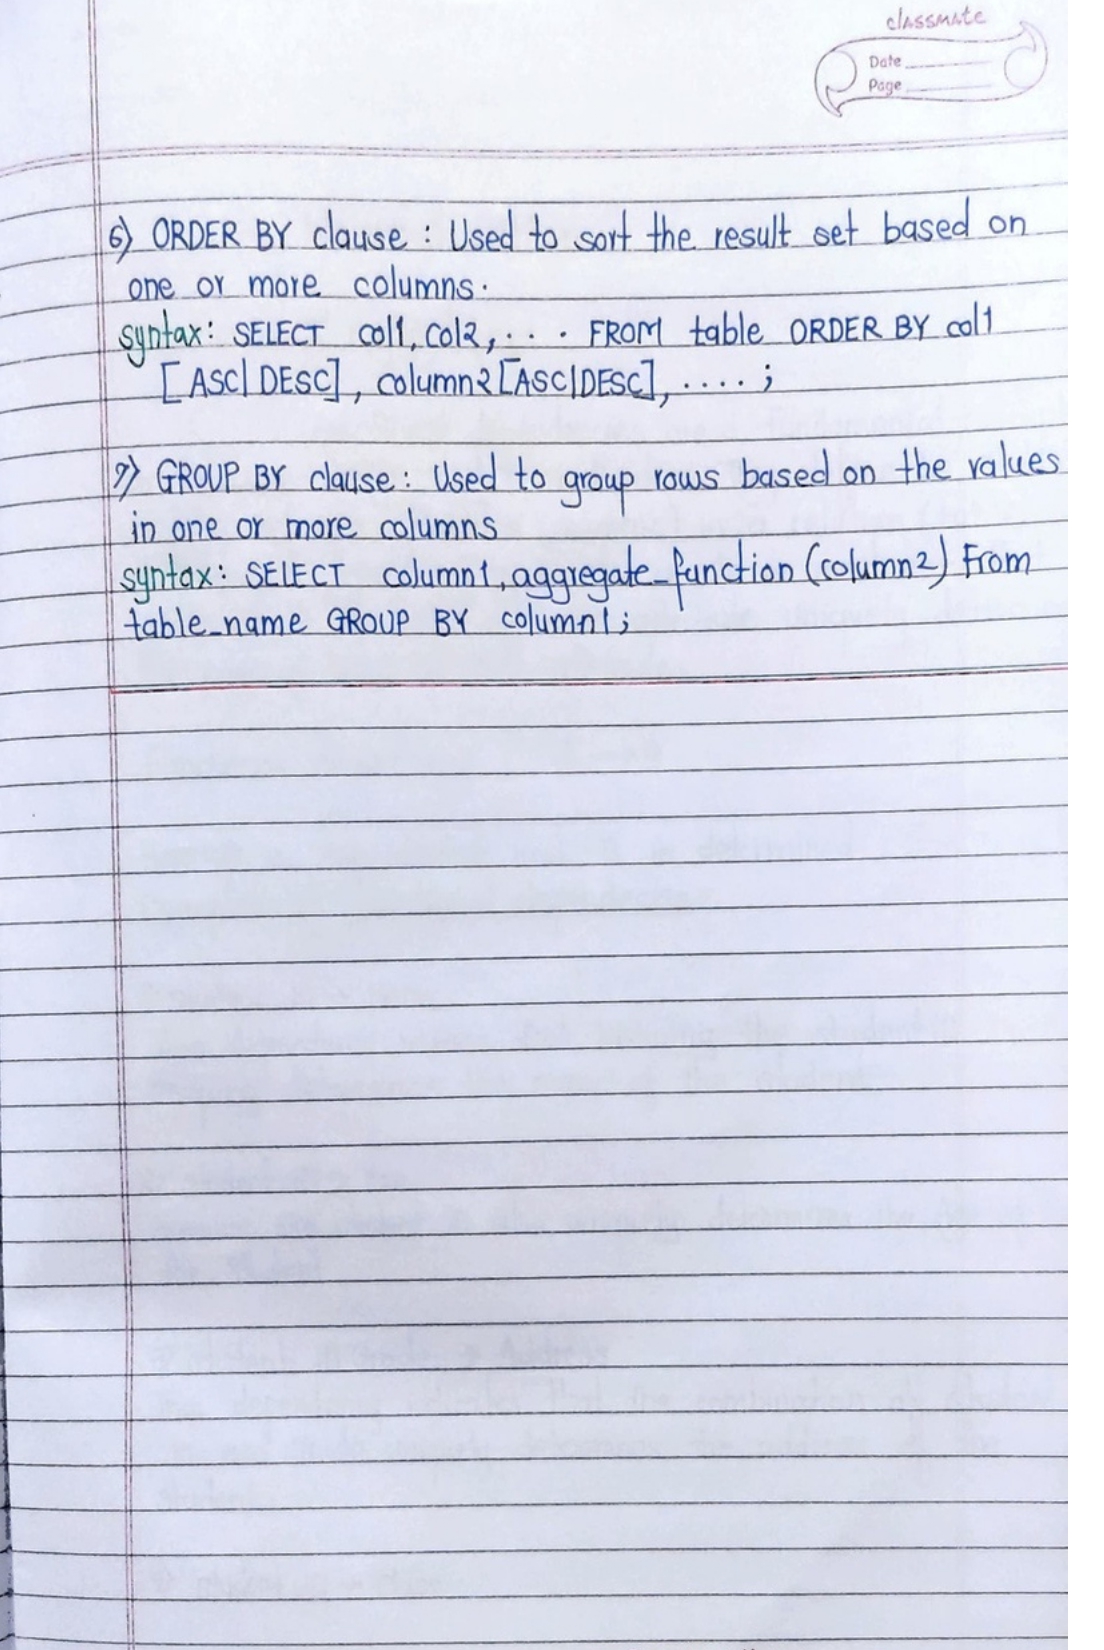 classmate
Date
Page
6) ORDER BY clause : Used to sort the result set based on
one or more columns.
syntax: SELECT col1, col2, . . . FROM table ORDER BY col1
[ASC|DESC], column2 [ASC|DESC], .... ;
7) GROUP BY clause : Used to group rows based on the values
in one or more columns
syntax: SELECT column1, aggregate_function (column2) From
table_name GROUP BY column1;